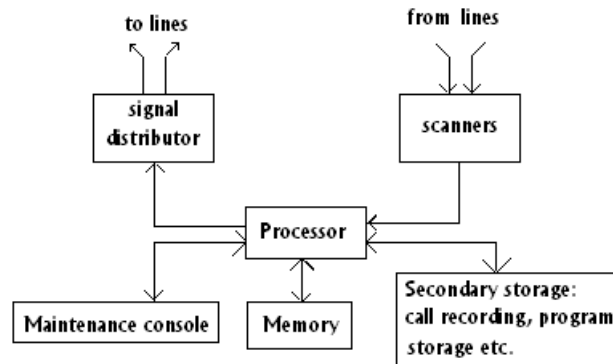 to lines
from lines
signal
distributor
scanners
Processor
Maintenance console
Memory
Secondary storage:
call recording, program
storage etc.